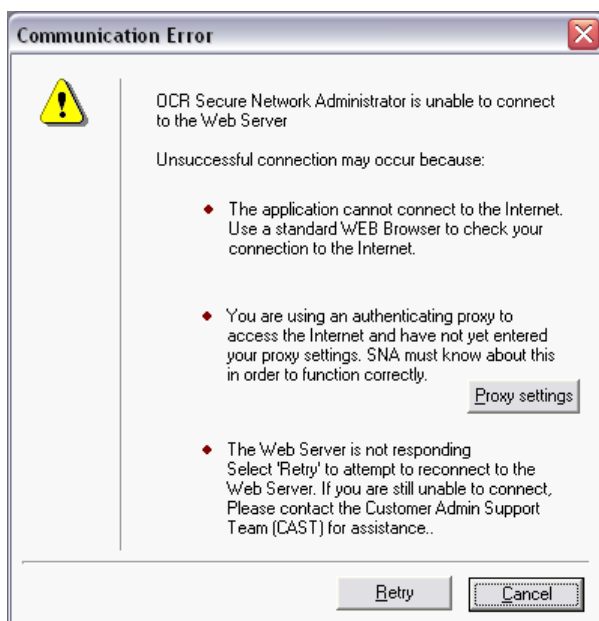 Communication Error
OCR Secure Network Administrator is unable to connect
to the Web Server
Unsuccessful connection may occur because:
The application cannot connect to the Internet.
Use a standard WEB Browser to check your
connection to the Internet.
You are using an authenticating proxy to
access the Internet and have not yet entered
your proxy settings. SNA must know about this
in order to function correctly.
Proxy settings
The Web Server is not responding
Select 'Retry' to attempt to reconnect to the
Web Server. If you are still unable to connect,
Please contact the Customer Admin Support
Team (CAST) for assistance..
Retry
Cancel